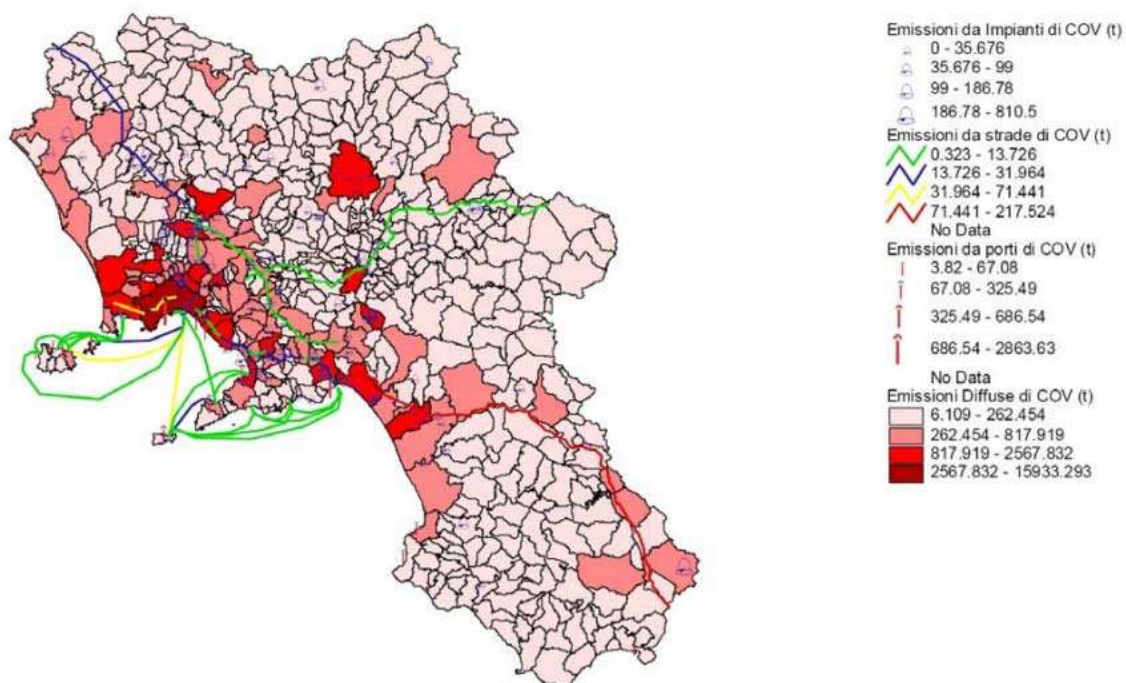 Emissioni da Impianti di COV (t)
0 - 35.676
35.676 - 99
99 - 186.78
186.78 - 810.5
Emissioni da strade di COV (t)
0.323 - 13.726
13.726 - 31.964
31.964 - 71.441
71.441 - 217.524
No Data
Emissioni da porti di COV (t)
3.82 - 67.08
67.08 - 325.49
325.49 - 686.54
686.54 - 2863.63
No Data
Emissioni Diffuse di COV (t)
6.109 - 262.454
262.454 - 817.919
817.919 - 2567.832
2567.832 - 15933.293